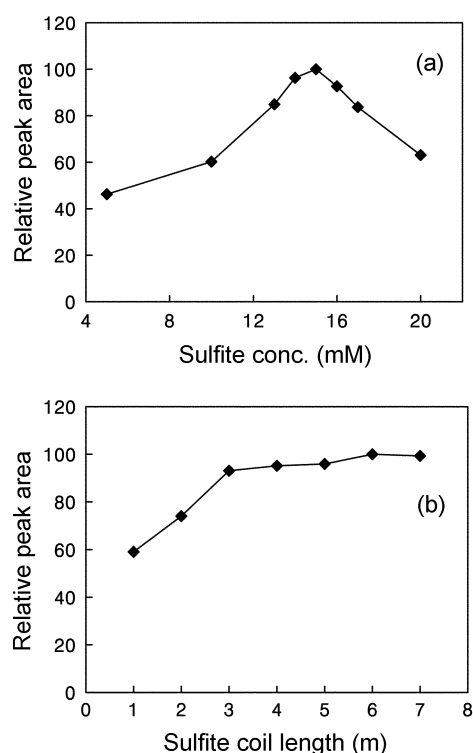 120
100
80
60
40
20
0
Relative peak area
(a)
4 8 12 16 20
Sulfite conc. (mM)
120
100
80
60
40
20
0
Relative peak area
(b)
0 1 2 3 4 5 6 7 8
Sulfite coil length (m)